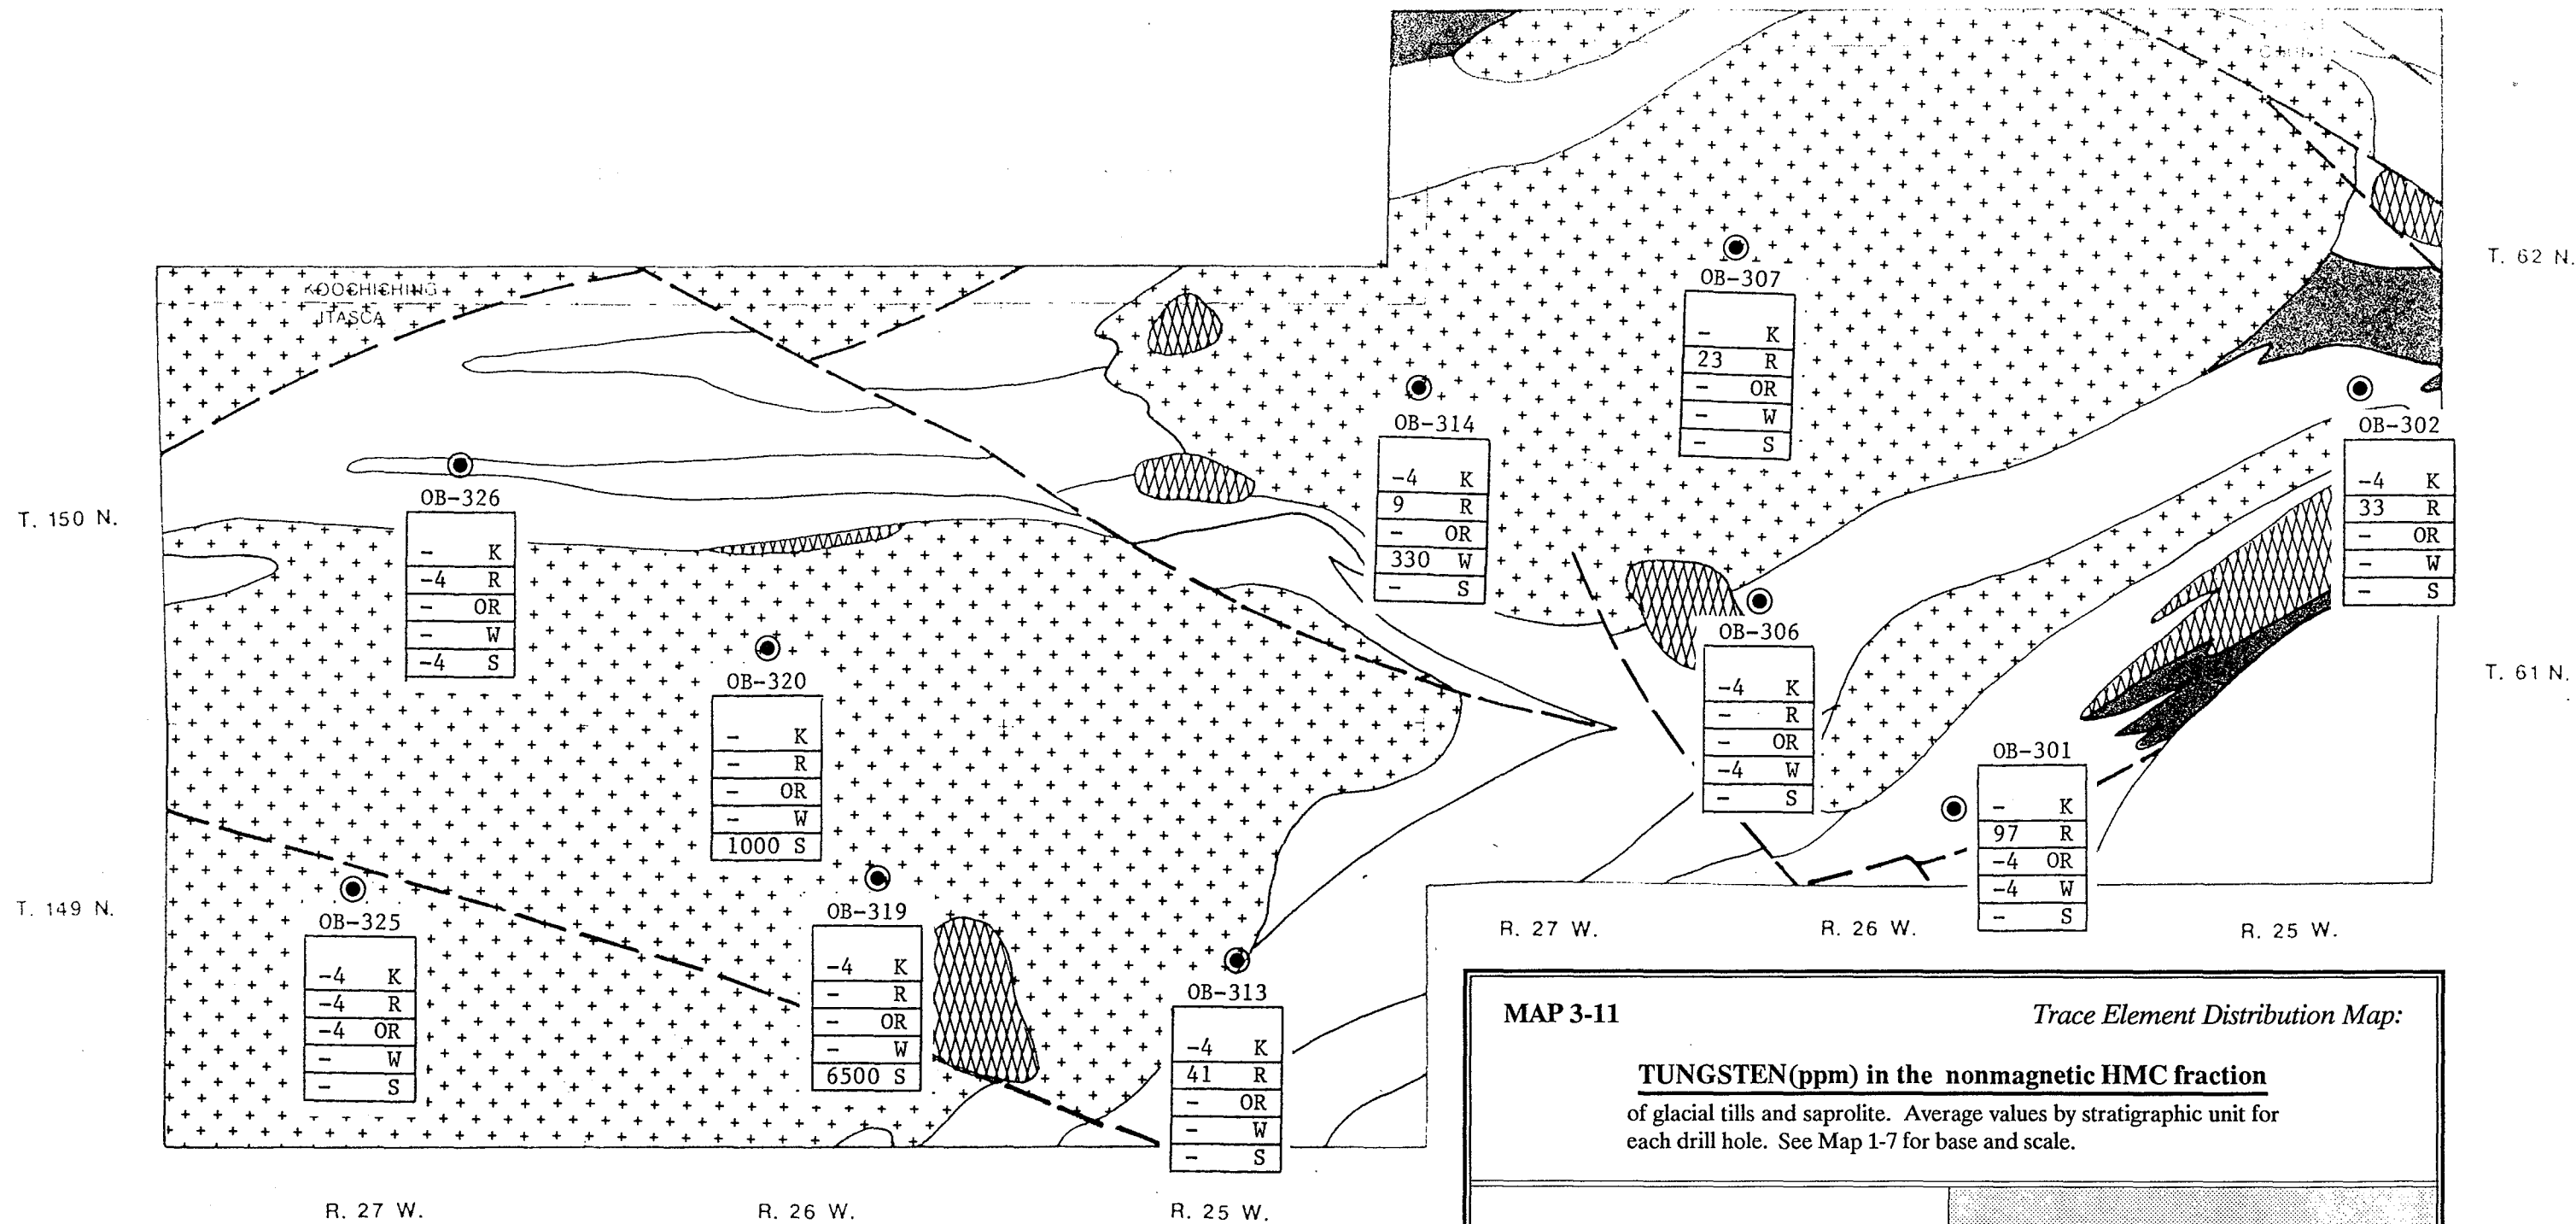 T. 62 N.
KOOCHICHING
ITASCA
OB-307
- K
23 R
- OR
- W
- S
OB-314
-4 K
9 R
- OR
330 W
- S
OB-302
-4 K
33 R
- OR
- W
- S
T. 150 N.
OB-326
- K
-4 R
- OR
- W
-4 S
OB-306
-4 K
- R
- OR
-4 W
- S
T. 61 N.
OB-320
- K
- R
- OR
- W
1000 S
OB-301
- K
97 R
-4 OR
-4 W
- S
T. 149 N.
OB-325
-4 K
-4 R
-4 OR
- W
- S
OB-319
-4 K
- R
- OR
- W
6500 S
OB-313
-4 K
41 R
- OR
- W
- S
R. 27 W.
R. 26 W.
R. 25 W.
MAP 3-11
Trace Element Distribution Map:
TUNGSTEN(ppm) in the nonmagnetic HMC fraction
of glacial tills and saprolite. Average values by stratigraphic unit for
each drill hole. See Map 1-7 for base and scale.
R. 27 W.
R. 26 W.
R. 25 W.